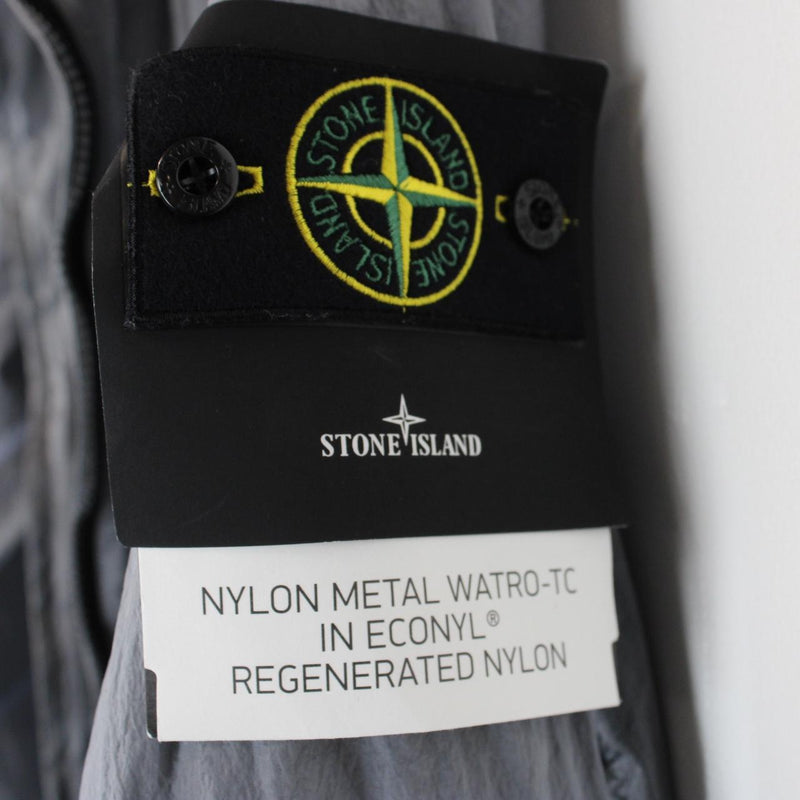 STONE ISLAND
STONE ISLAND
STONE ISLAND
NYLON METAL WATRO-TC
IN ECONYL®
REGENERATED NYLON